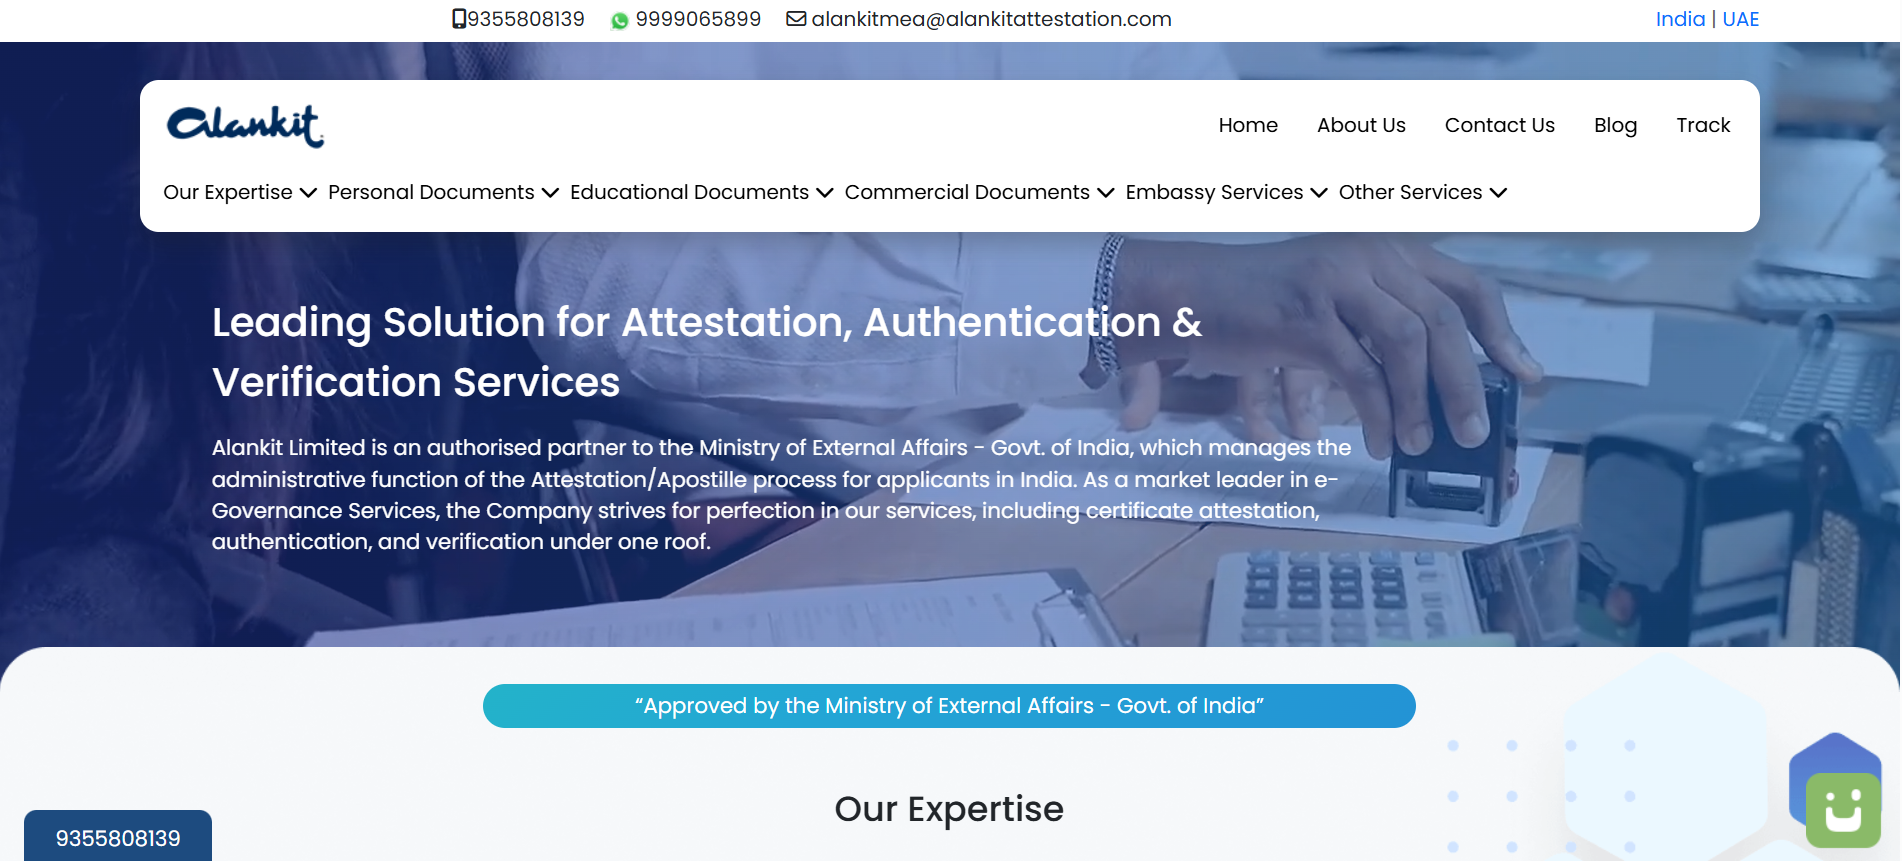 9355808139 9999065899 alankitmea@alankitattestation.com India | UAE
alankit
Home About Us Contact Us Blog Track
Our Expertise Personal Documents Educational Documents Commercial Documents Embassy Services Other Services
Leading Solution for Attestation, Authentication &
Verification Services
Alankit Limited is an authorised partner to the Ministry of External Affairs - Govt. of India, which manages the
administrative function of the Attestation/Apostille process for applicants in India. As a market leader in e-
Governance Services, the Company strives for perfection in our services, including certificate attestation,
authentication, and verification under one roof.
“Approved by the Ministry of External Affairs - Govt. of India”
Our Expertise
9355808139